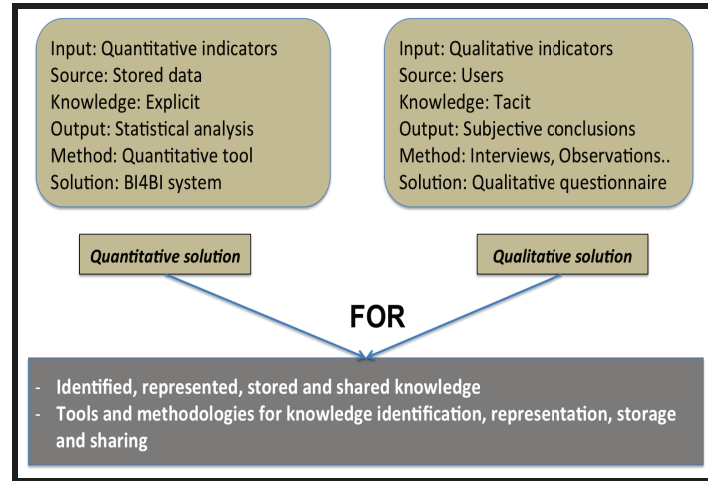 Input: Quantitative indicators
Source: Stored data
Knowledge: Explicit
Output: Statistical analysis
Method: Quantitative tool
Solution: BI4BI system
Input: Qualitative indicators
Source: Users
Knowledge: Tacit
Output: Subjective conclusions
Method: Interviews, Observations..
Solution: Qualitative questionnaire
Quantitative solution
Qualitative solution
FOR
- Identified, represented, stored and shared knowledge
- Tools and methodologies for knowledge identification, representation, storage
and sharing